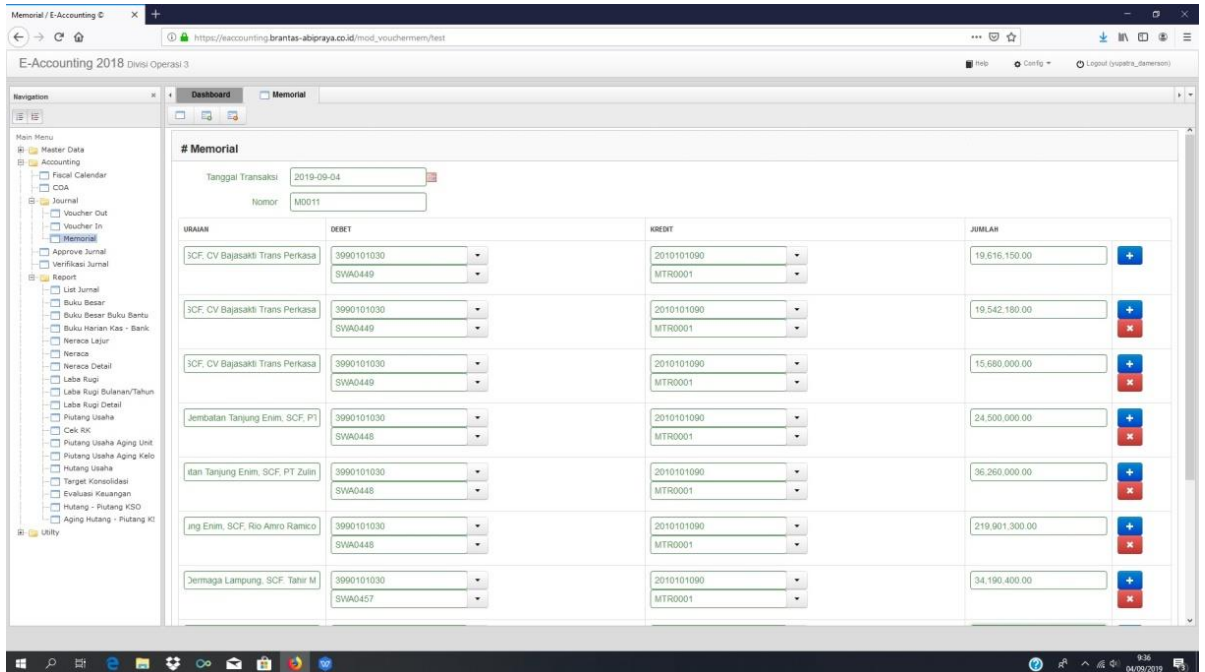 Memorial / E-Accounting ©
https://eaccounting.brantas-abipraya.co.id/mod_vouchermem/test
E-Accounting 2018 Divisi Operasi 3
Help
Config
Logout (yupatra_damerson)
Navigation
Dashboard
Memorial
Main Menu
Master Data
Accounting
Fiscal Calendar
COA
Journal
Voucher Out
Voucher In
Memorial
Approve Jurnal
Verifikasi Jurnal
Report
List Jurnal
Buku Besar
Buku Besar Buku Bantu
Buku Harian Kas - Bank
Neraca Lajur
Neraca
Neraca Detail
Laba Rugi
Laba Rugi Bulanan/Tahun
Laba Rugi Detail
Piutang Usaha
Cek RK
Piutang Usaha Aging Unit
Piutang Usaha Aging Kelo
Hutang Usaha
Target Konsolidasi
Evaluasi Keuangan
Hutang - Piutang KSO
Aging Hutang - Piutang
Utilty
# Memorial
Tanggal Transaksi 2019-09-04
Nomor M0011
URAIAN DEBET KREDIT JUMLAH
SCF, CV Bajasakti Trans Perkasa 3990101030 2010101090 19,616,150.00
SWA0449 MTR0001
SCF, CV Bajasakti Trans Perkasa 3990101030 2010101090 19,542,180.00
SWA0449 MTR0001
SCF, CV Bajasakti Trans Perkasa 3990101030 2010101090 15,680,000.00
SWA0449 MTR0001
Jembatan Tanjung Enim, SCF, PT 3990101030 2010101090 24,500,000.00
SWA0448 MTR0001
tan Tanjung Enim, SCF, PT Zulin 3990101030 2010101090 36,260,000.00
SWA0448 MTR0001
ung Enim, SCF, Rio Amro Ramico 3990101030 2010101090 219,901,300.00
SWA0448 MTR0001
Dermaga Lampung, SCF. Tahir M 3990101030 2010101090 34,190,400.00
SWA0457 MTR0001
9:36
04/09/2019